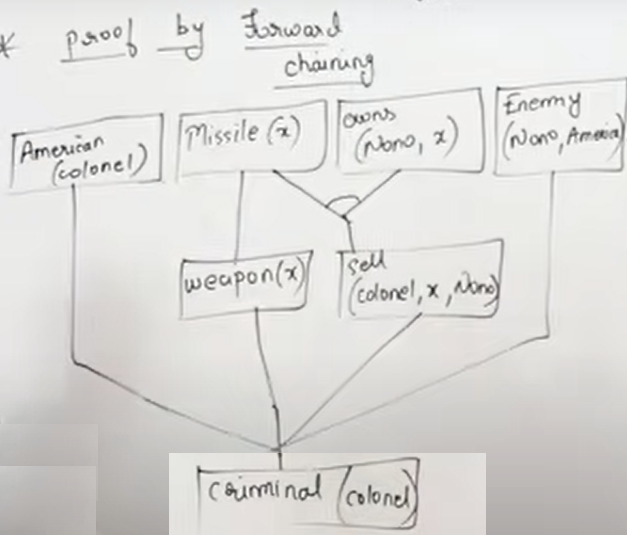 * Proof by Forward
chaining
American
(colonel)
Missile (x)
owns
(Nono, x)
Enemy
(Nono, America)
weapon(x)
sell
(colonel, x, Nono)
criminal (colonel)